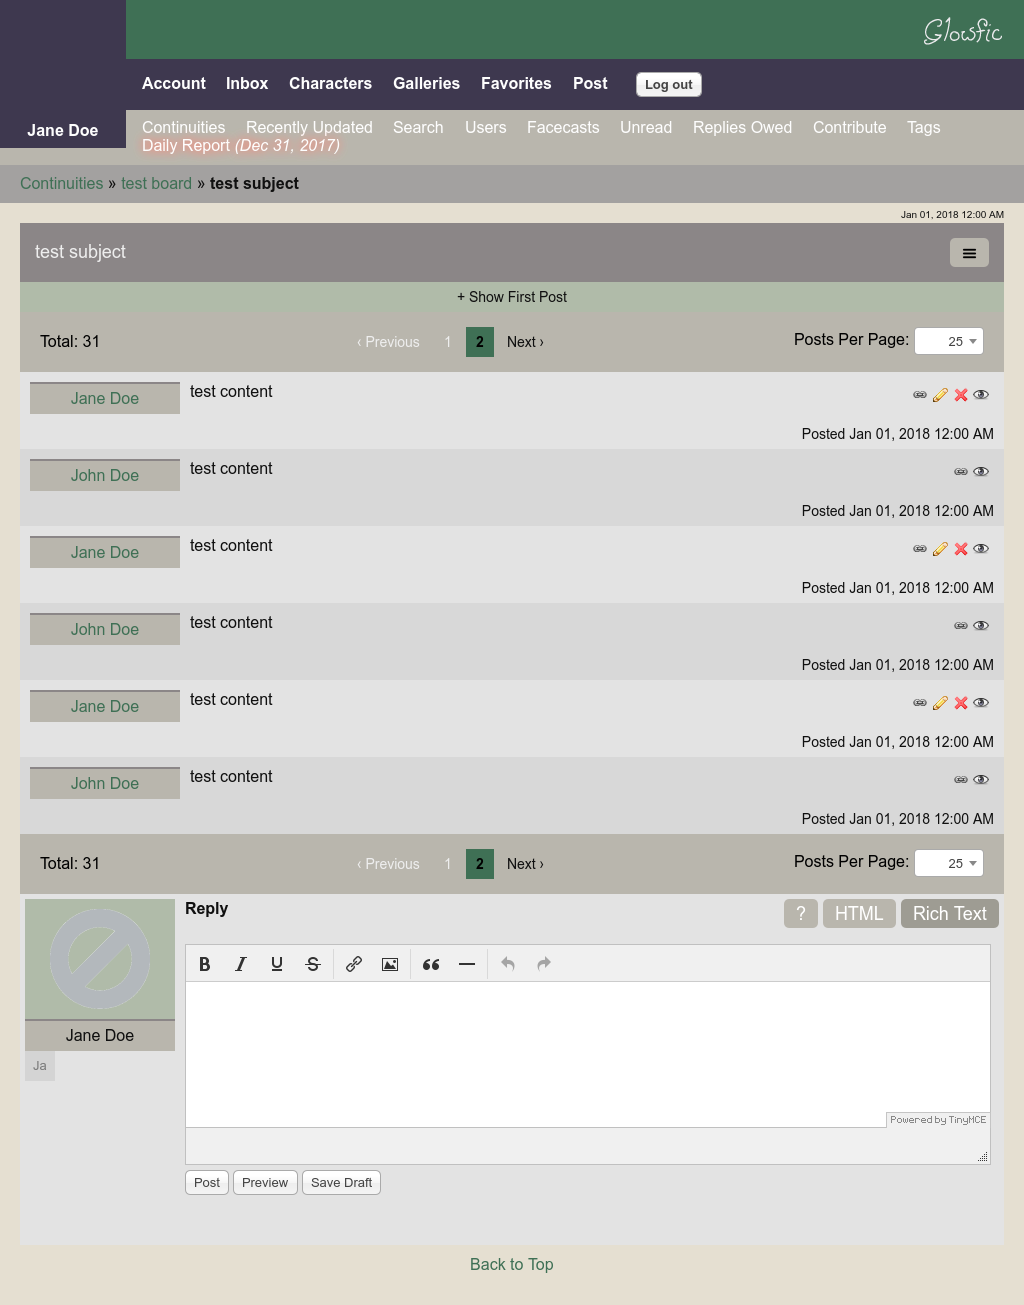 Glowfic
Account Inbox Characters Galleries Favorites Post Log out
Jane Doe
Continuities Recently Updated Search Users Facecasts Unread Replies Owed Contribute Tags
Daily Report (Dec 31, 2017)
Continuities » test board » test subject
Jan 01, 2018 12:00 AM
test subject
+ Show First Post
Total: 31 ‹ Previous 1 2 Next › Posts Per Page: 25
Jane Doe test content
Posted Jan 01, 2018 12:00 AM
John Doe test content
Posted Jan 01, 2018 12:00 AM
Jane Doe test content
Posted Jan 01, 2018 12:00 AM
John Doe test content
Posted Jan 01, 2018 12:00 AM
Jane Doe test content
Posted Jan 01, 2018 12:00 AM
John Doe test content
Posted Jan 01, 2018 12:00 AM
Total: 31 ‹ Previous 1 2 Next › Posts Per Page: 25
Reply ? HTML Rich Text
B I U S
Jane Doe
Ja
Powered by TinyMCE
Post Preview Save Draft
Back to Top